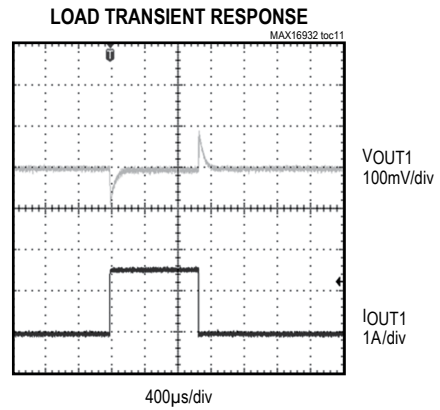 LOAD TRANSIENT RESPONSE
MAX16932 toc11
T
VOUT1
100mV/div
IOUT1
1A/div
400µs/div